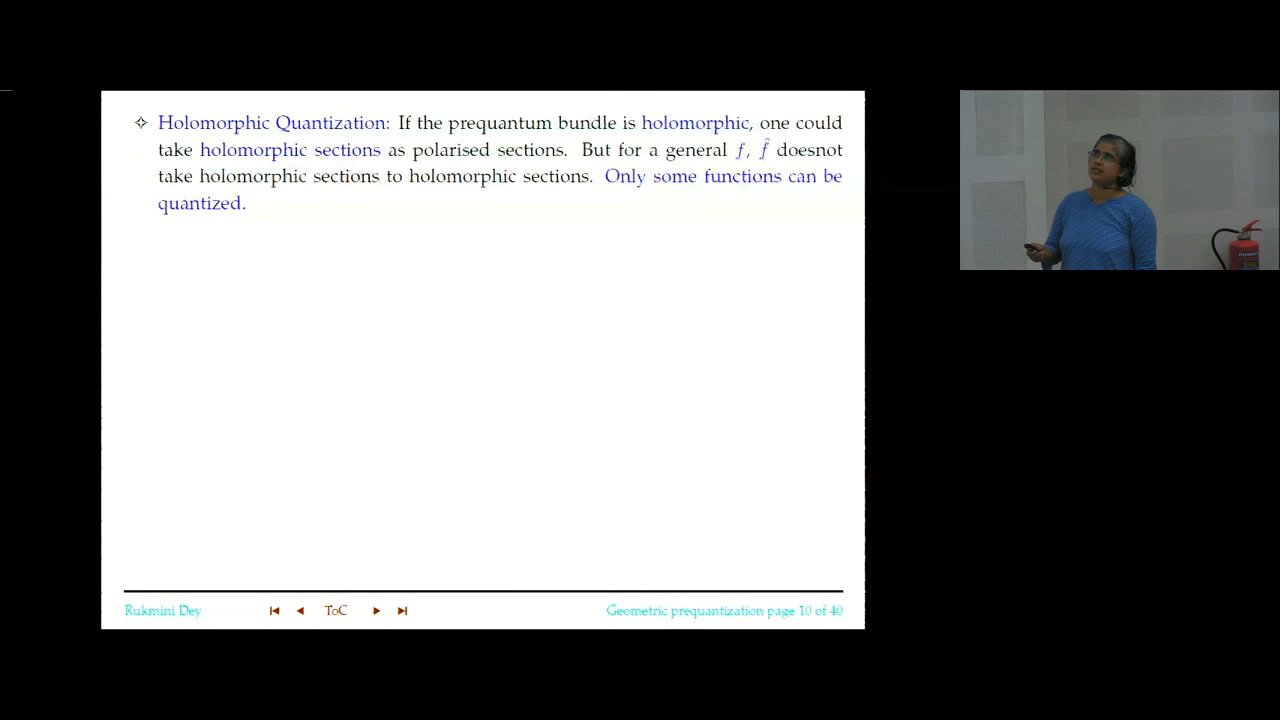 ✧ Holomorphic Quantization: If the prequantum bundle is holomorphic, one could
take holomorphic sections as polarised sections. But for a general f, f̂ doesnot
take holomorphic sections to holomorphic sections. Only some functions can be
quantized.
Rukmini Dey ToC Geometric prequantization page 10 of 40